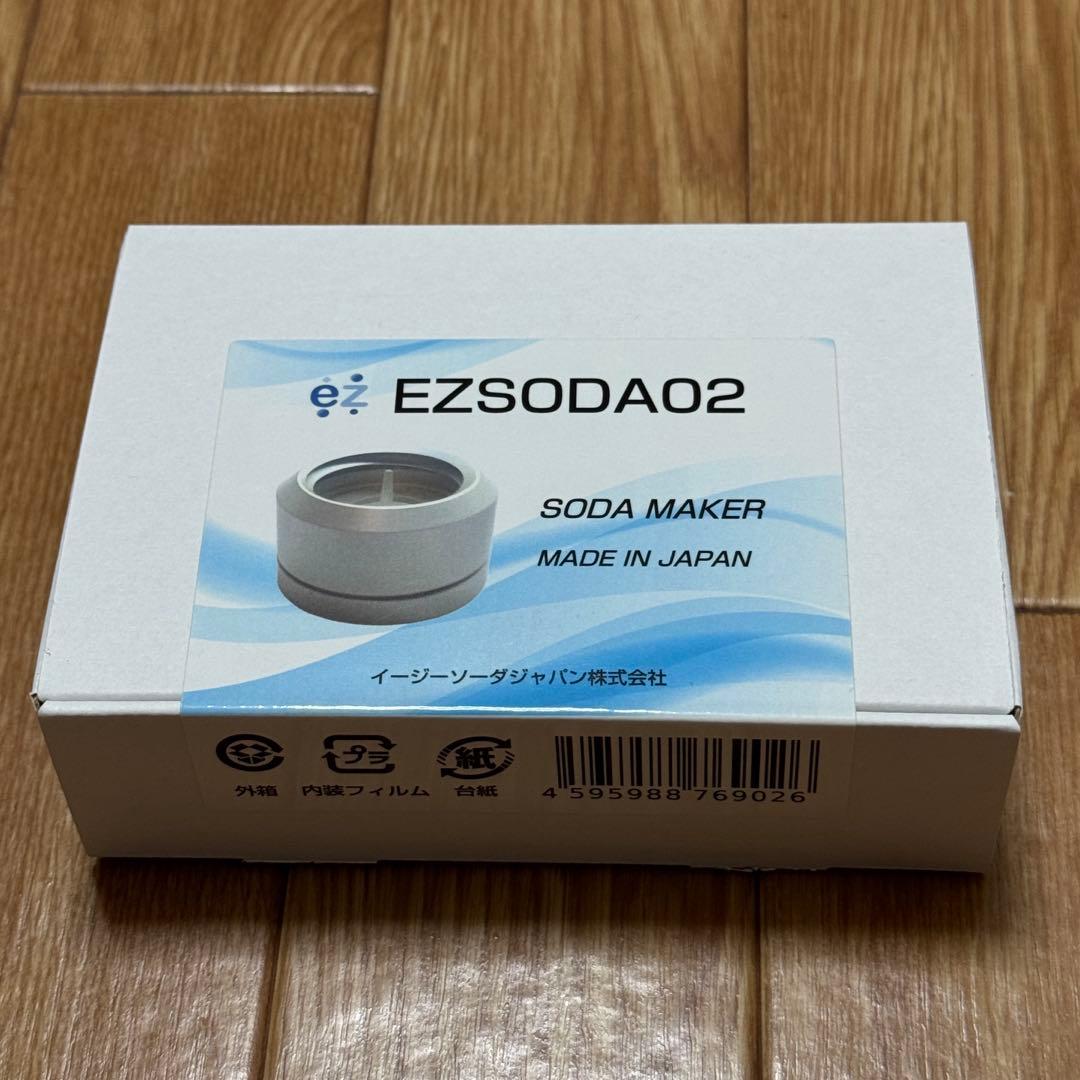 ez EZSODA02
SODA MAKER
MADE IN JAPAN
イージーソーダジャパン株式会社
プラ 紙
外箱 内装フィルム 台紙
4 595988 769026